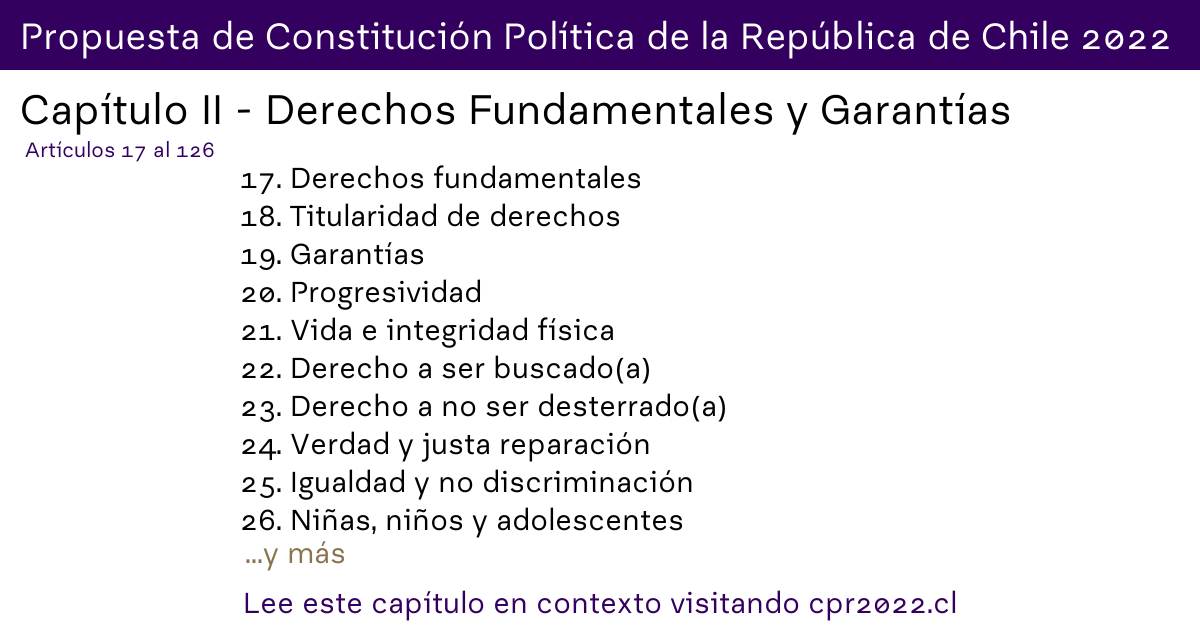 Propuesta de Constitución Política de la República de Chile 2022
Capítulo II - Derechos Fundamentales y Garantías
Artículos 17 al 126
17. Derechos fundamentales
18. Titularidad de derechos
19. Garantías
20. Progresividad
21. Vida e integridad física
22. Derecho a ser buscado(a)
23. Derecho a no ser desterrado(a)
24. Verdad y justa reparación
25. Igualdad y no discriminación
26. Niñas, niños y adolescentes
...y más
Lee este capítulo en contexto visitando cpr2022.cl